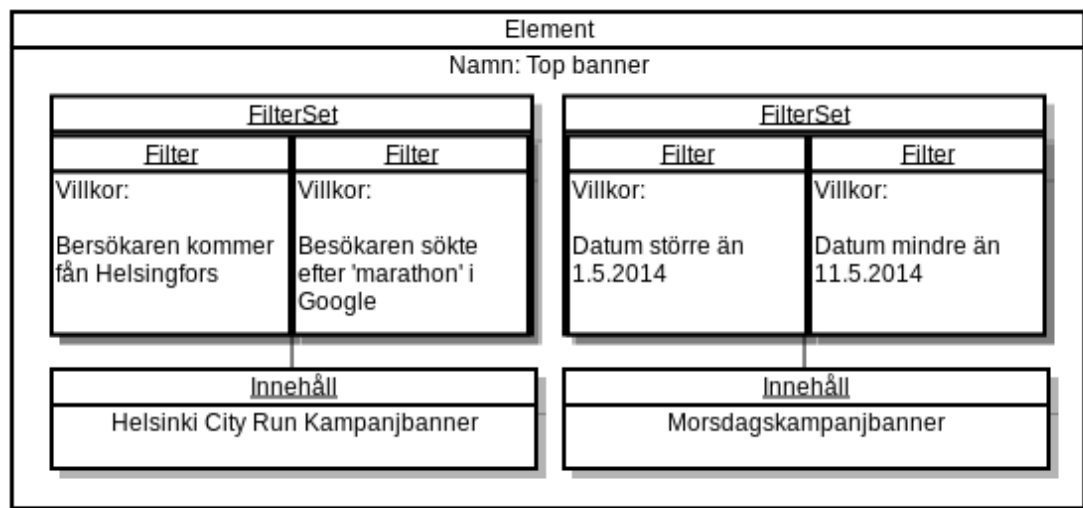 Element
Namn: Top banner
FilterSet
Filter
Villkor:
Bersökaren kommer
fån Helsingfors
Filter
Villkor:
Besökaren sökte
efter 'marathon' i
Google
Innehåll
Helsinki City Run Kampanjbanner
FilterSet
Filter
Villkor:
Datum större än
1.5.2014
Filter
Villkor:
Datum mindre än
11.5.2014
Innehåll
Morsdagskampanjbanner